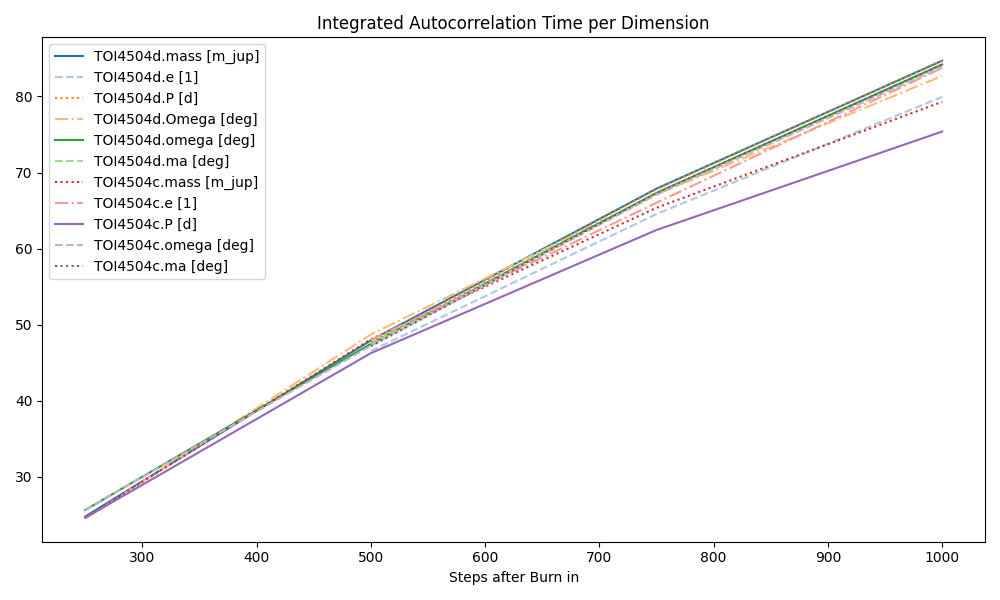 Integrated Autocorrelation Time per Dimension
TOI4504d.mass [m_jup]
TOI4504d.e [1]
TOI4504d.P [d]
TOI4504d.Omega [deg]
TOI4504d.omega [deg]
TOI4504d.ma [deg]
TOI4504c.mass [m_jup]
TOI4504c.e [1]
TOI4504c.P [d]
TOI4504c.omega [deg]
TOI4504c.ma [deg]
80
70
60
50
40
30
300 400 500 600 700 800 900 1000
Steps after Burn in